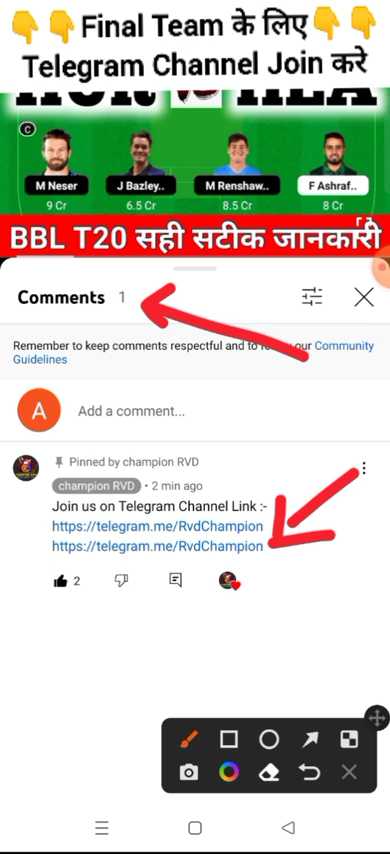 👇👇Final Team के लिए👇👇
Telegram Channel Join करे
C
M Neser
J Bazley..
M Renshaw..
F Ashraf..
9 Cr
6.5 Cr
8.5 Cr
8 Cr
BBL T20 सही सटीक जानकारी
Comments 1
Remember to keep comments respectful and to our Community
Guidelines
A
Add a comment...
Pinned by champion RVD
champion RVD • 2 min ago
Join us on Telegram Channel Link :-
https://telegram.me/RvdChampion
https://telegram.me/RvdChampion
2